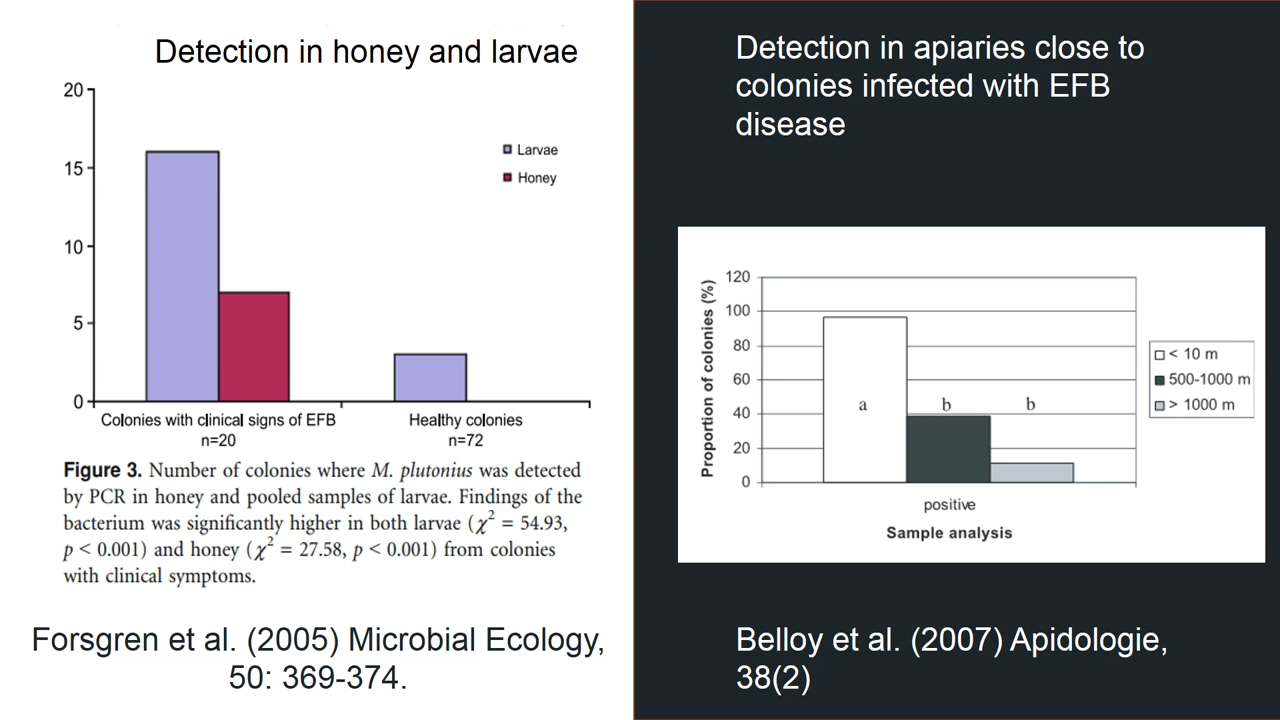 Detection in honey and larvae
20
15
10
5
0
Larvae
Honey
Colonies with clinical signs of EFB
n=20
Healthy colonies
n=72
Figure 3. Number of colonies where M. plutonius was detected
by PCR in honey and pooled samples of larvae. Findings of the
bacterium was significantly higher in both larvae (χ² = 54.93,
p < 0.001) and honey (χ² = 27.58, p < 0.001) from colonies
with clinical symptoms.
Forsgren et al. (2005) Microbial Ecology,
50: 369-374.
Detection in apiaries close to
colonies infected with EFB
disease
Proportion of colonies (%)
120
100
80
60
40
20
0
a
b
b
positive
Sample analysis
< 10 m
500-1000 m
> 1000 m
Belloy et al. (2007) Apidologie,
38(2)